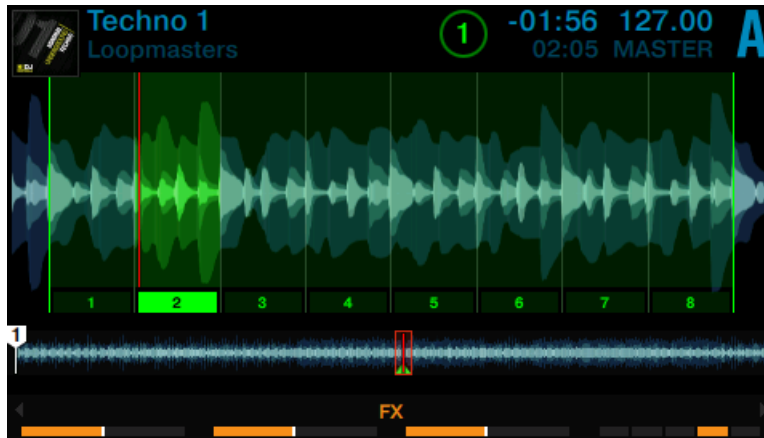 Techno 1
Loopmasters
1
-01:56 127.00
02:05 MASTER
A
1 2 3 4 5 6 7 8
1
FX